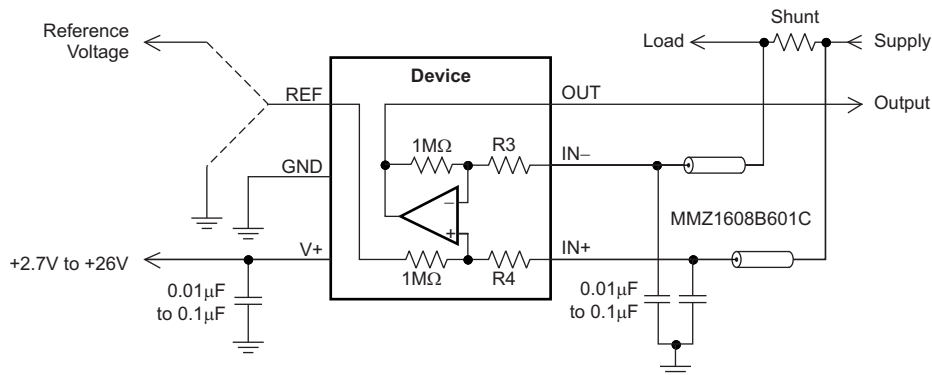 Reference
Voltage
Shunt
Load
Supply
Device
REF
OUT
Output
1MΩ
R3
IN−
GND
−
MMZ1608B601C
+
V+
IN+
+2.7V to +26V
1MΩ
R4
0.01μF
to 0.1μF
0.01μF
to 0.1μF